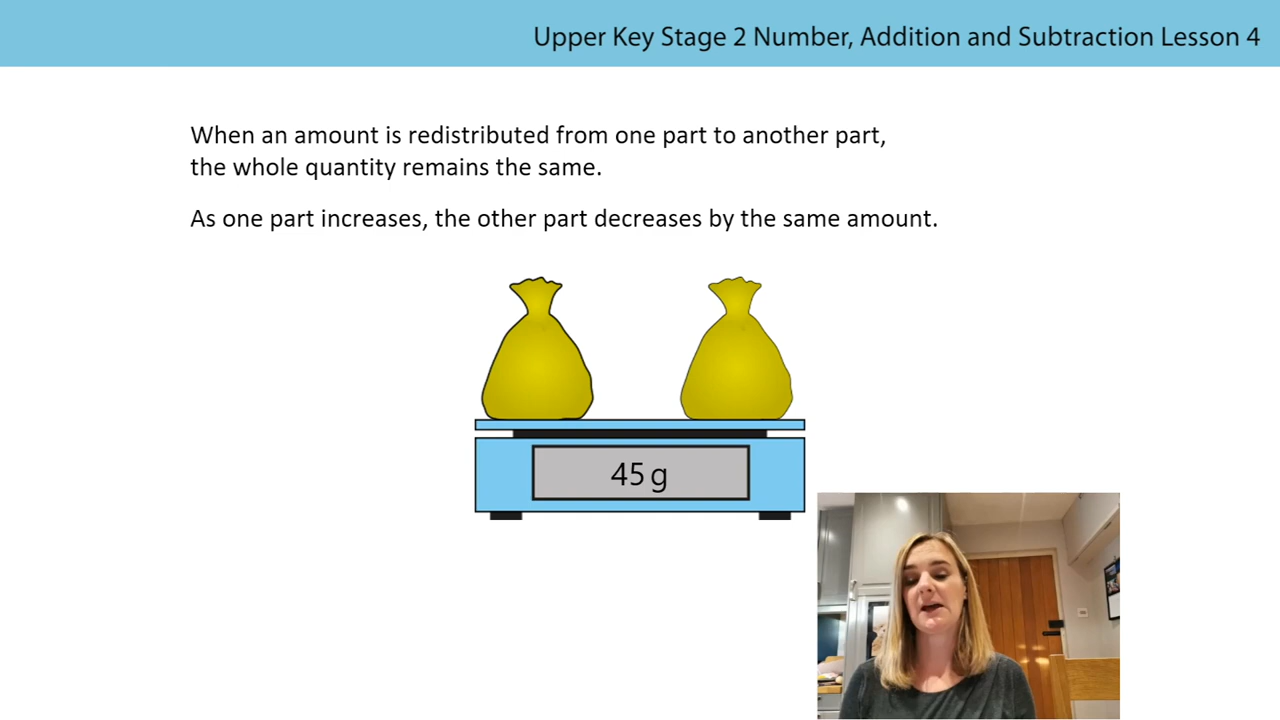 Upper Key Stage 2 Number, Addition and Subtraction Lesson 4
When an amount is redistributed from one part to another part,
the whole quantity remains the same.
As one part increases, the other part decreases by the same amount.
45 g